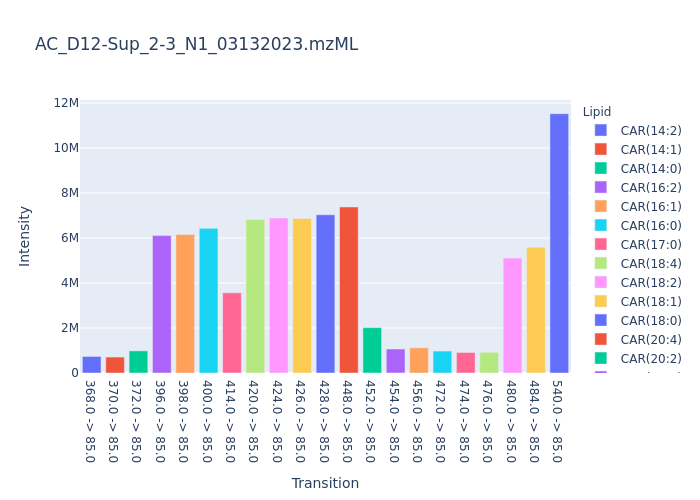 AC_D12-Sup_2-3_N1_03132023.mzML
12M
10M
8M
6M
4M
2M
0
Intensity
368.0 -> 85.0
370.0 -> 85.0
372.0 -> 85.0
396.0 -> 85.0
398.0 -> 85.0
400.0 -> 85.0
414.0 -> 85.0
420.0 -> 85.0
424.0 -> 85.0
426.0 -> 85.0
428.0 -> 85.0
448.0 -> 85.0
452.0 -> 85.0
454.0 -> 85.0
456.0 -> 85.0
472.0 -> 85.0
474.0 -> 85.0
476.0 -> 85.0
480.0 -> 85.0
484.0 -> 85.0
540.0 -> 85.0
Transition
Lipid
CAR(14:2)
CAR(14:1)
CAR(14:0)
CAR(16:2)
CAR(16:1)
CAR(16:0)
CAR(17:0)
CAR(18:4)
CAR(18:2)
CAR(18:1)
CAR(18:0)
CAR(20:4)
CAR(20:2)